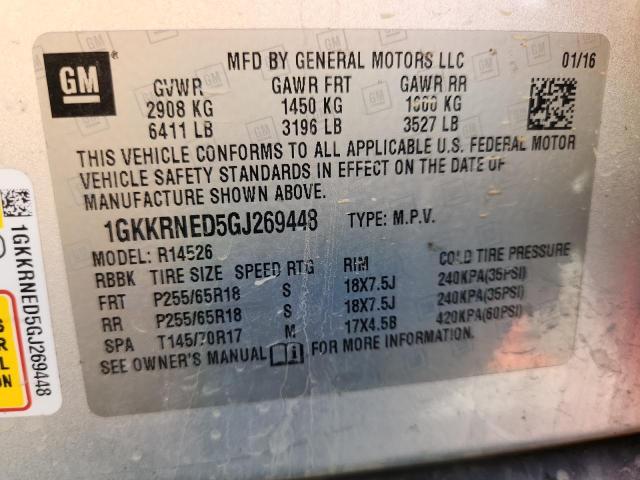 GM
MFD BY GENERAL MOTORS LLC 01/16
GVWR GAWR FRT GAWR RR
2908 KG 1450 KG 1600 KG
6411 LB 3196 LB 3527 LB
THIS VEHICLE CONFORMS TO ALL APPLICABLE U.S. FEDERAL MOTOR
VEHICLE SAFETY STANDARDS IN EFFECT ON THE DATE OF
MANUFACTURE SHOWN ABOVE.
1GKKRNED5GJ269448 TYPE: M.P.V.
MODEL: R14526
RBBK TIRE SIZE SPEED RTG RIM COLD TIRE PRESSURE
FRT P255/65R18 S 18X7.5J 240KPA(35PSI)
RR P255/65R18 S 18X7.5J 240KPA(35PSI)
SPA T145/70R17 M 17X4.5B 420KPA(60PSI)
SEE OWNER'S MANUAL FOR MORE INFORMATION.
1GKKRNED5GJ269448